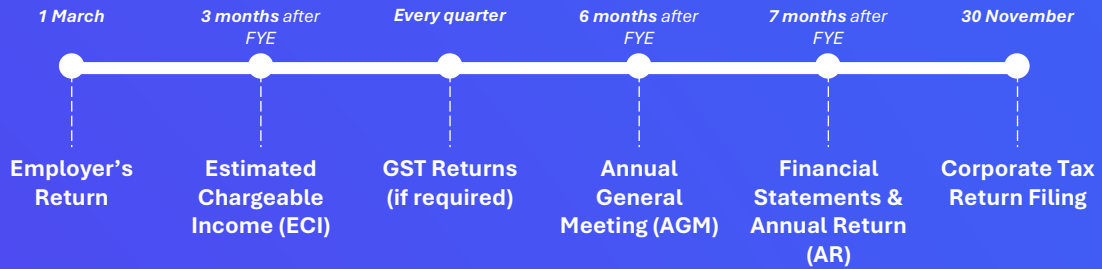 1 March
3 months after
FYE
Every quarter
6 months after
FYE
7 months after
FYE
30 November
Employer’s
Return
Estimated
Chargeable
Income (ECI)
GST Returns
(if required)
Annual
General
Meeting (AGM)
Financial
Statements &
Annual Return
(AR)
Corporate Tax
Return Filing